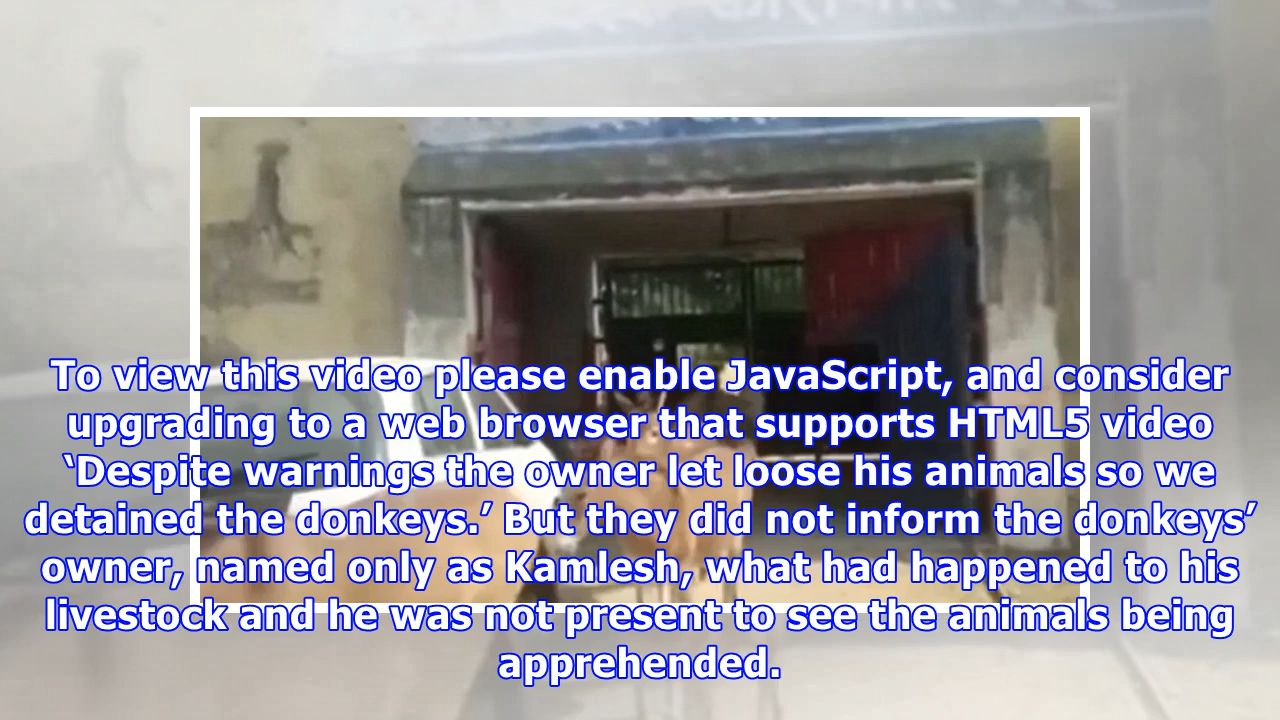 To view this video please enable JavaScript, and consider
upgrading to a web browser that supports HTML5 video
‘Despite warnings the owner let loose his animals so we
detained the donkeys.’ But they did not inform the donkeys’
owner, named only as Kamlesh, what had happened to his
livestock and he was not present to see the animals being
apprehended.